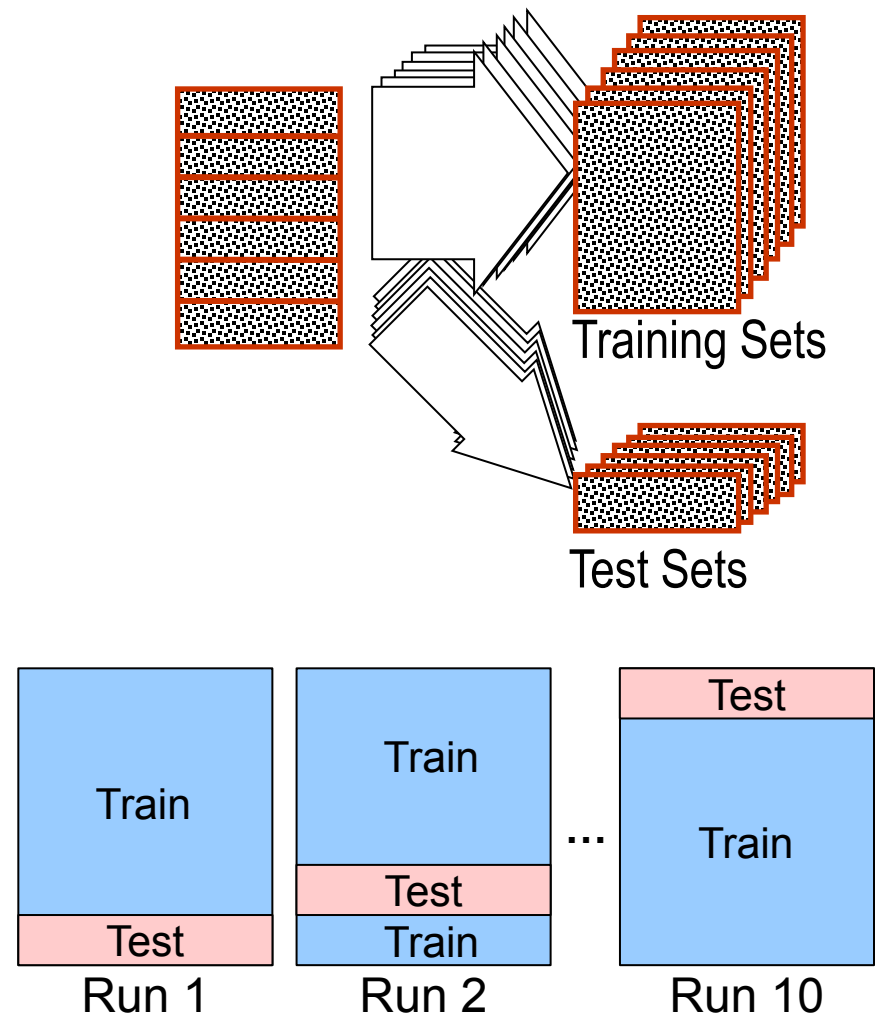 Training Sets
Test Sets
Train
Test
Run 1
Train
Test
Train
Run 2
...
Test
Train
Run 10